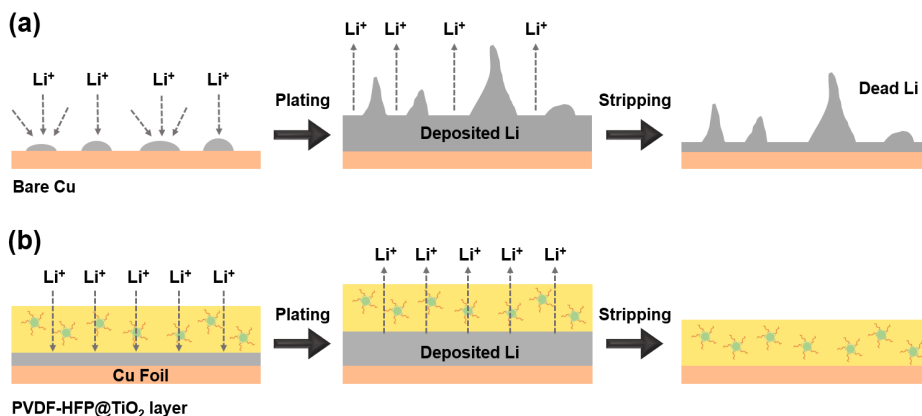 (a)
Li⁺ Li⁺ Li⁺ Li⁺
Bare Cu
Plating
Li⁺ Li⁺ Li⁺ Li⁺
Deposited Li
Stripping
Dead Li
(b)
Li⁺ Li⁺ Li⁺ Li⁺ Li⁺
Cu Foil
PVDF-HFP@TiO₂ layer
Plating
Li⁺ Li⁺ Li⁺ Li⁺ Li⁺
Deposited Li
Stripping